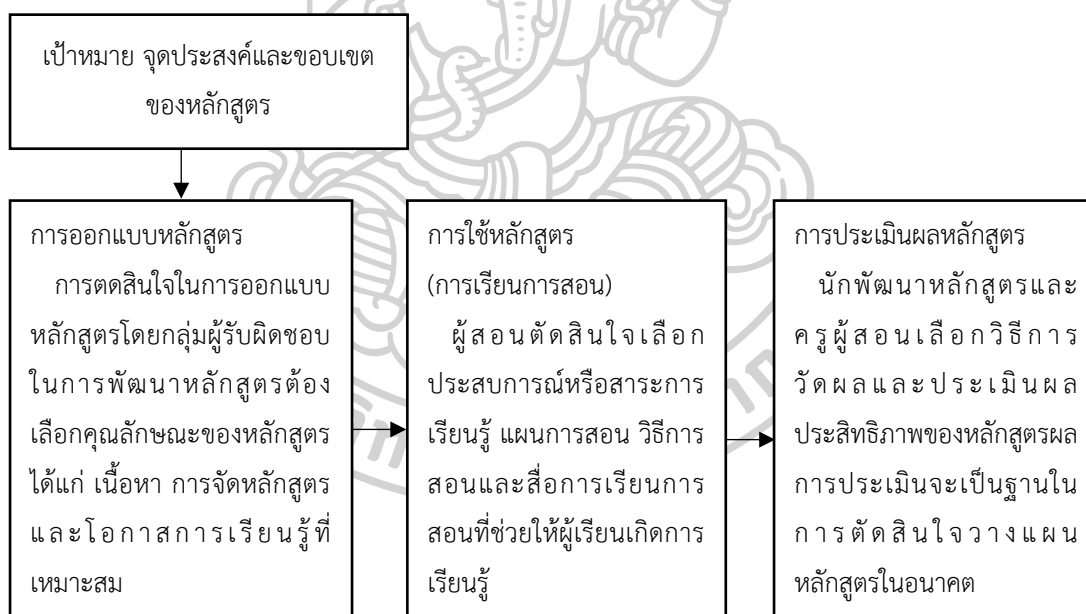 เป้าหมาย จุดประสงค์และขอบเขต
ของหลักสูตร
การออกแบบหลักสูตร
การตดสินใจในการออกแบบ
หลักสูตรโดยกลุ่มผู้รับผิดชอบ
ในการพัฒนาหลักสูตรต้อง
เลือกคุณลักษณะของหลักสูตร
ได้แก่ เนื้อหา การจัดหลักสูตร
และโอกาสการเรียนรู้ที่
เหมาะสม
การใช้หลักสูตร
(การเรียนการสอน)
ผู้สอนตัดสินใจเลือก
ประสบการณ์หรือสาระการ
เรียนรู้ แผนการสอน วิธีการ
สอนและสื่อการเรียนการ
สอนที่ช่วยให้ผู้เรียนเกิดการ
เรียนรู้
การประเมินผลหลักสูตร
นักพัฒนาหลักสูตรและ
ครูผู้สอนเลือกวิธีการ
วัดผลและประเมินผล
ประสิทธิภาพของหลักสูตรผล
การประเมินจะเป็นฐานใน
การตัดสินใจวางแผน
หลักสูตรในอนาคต